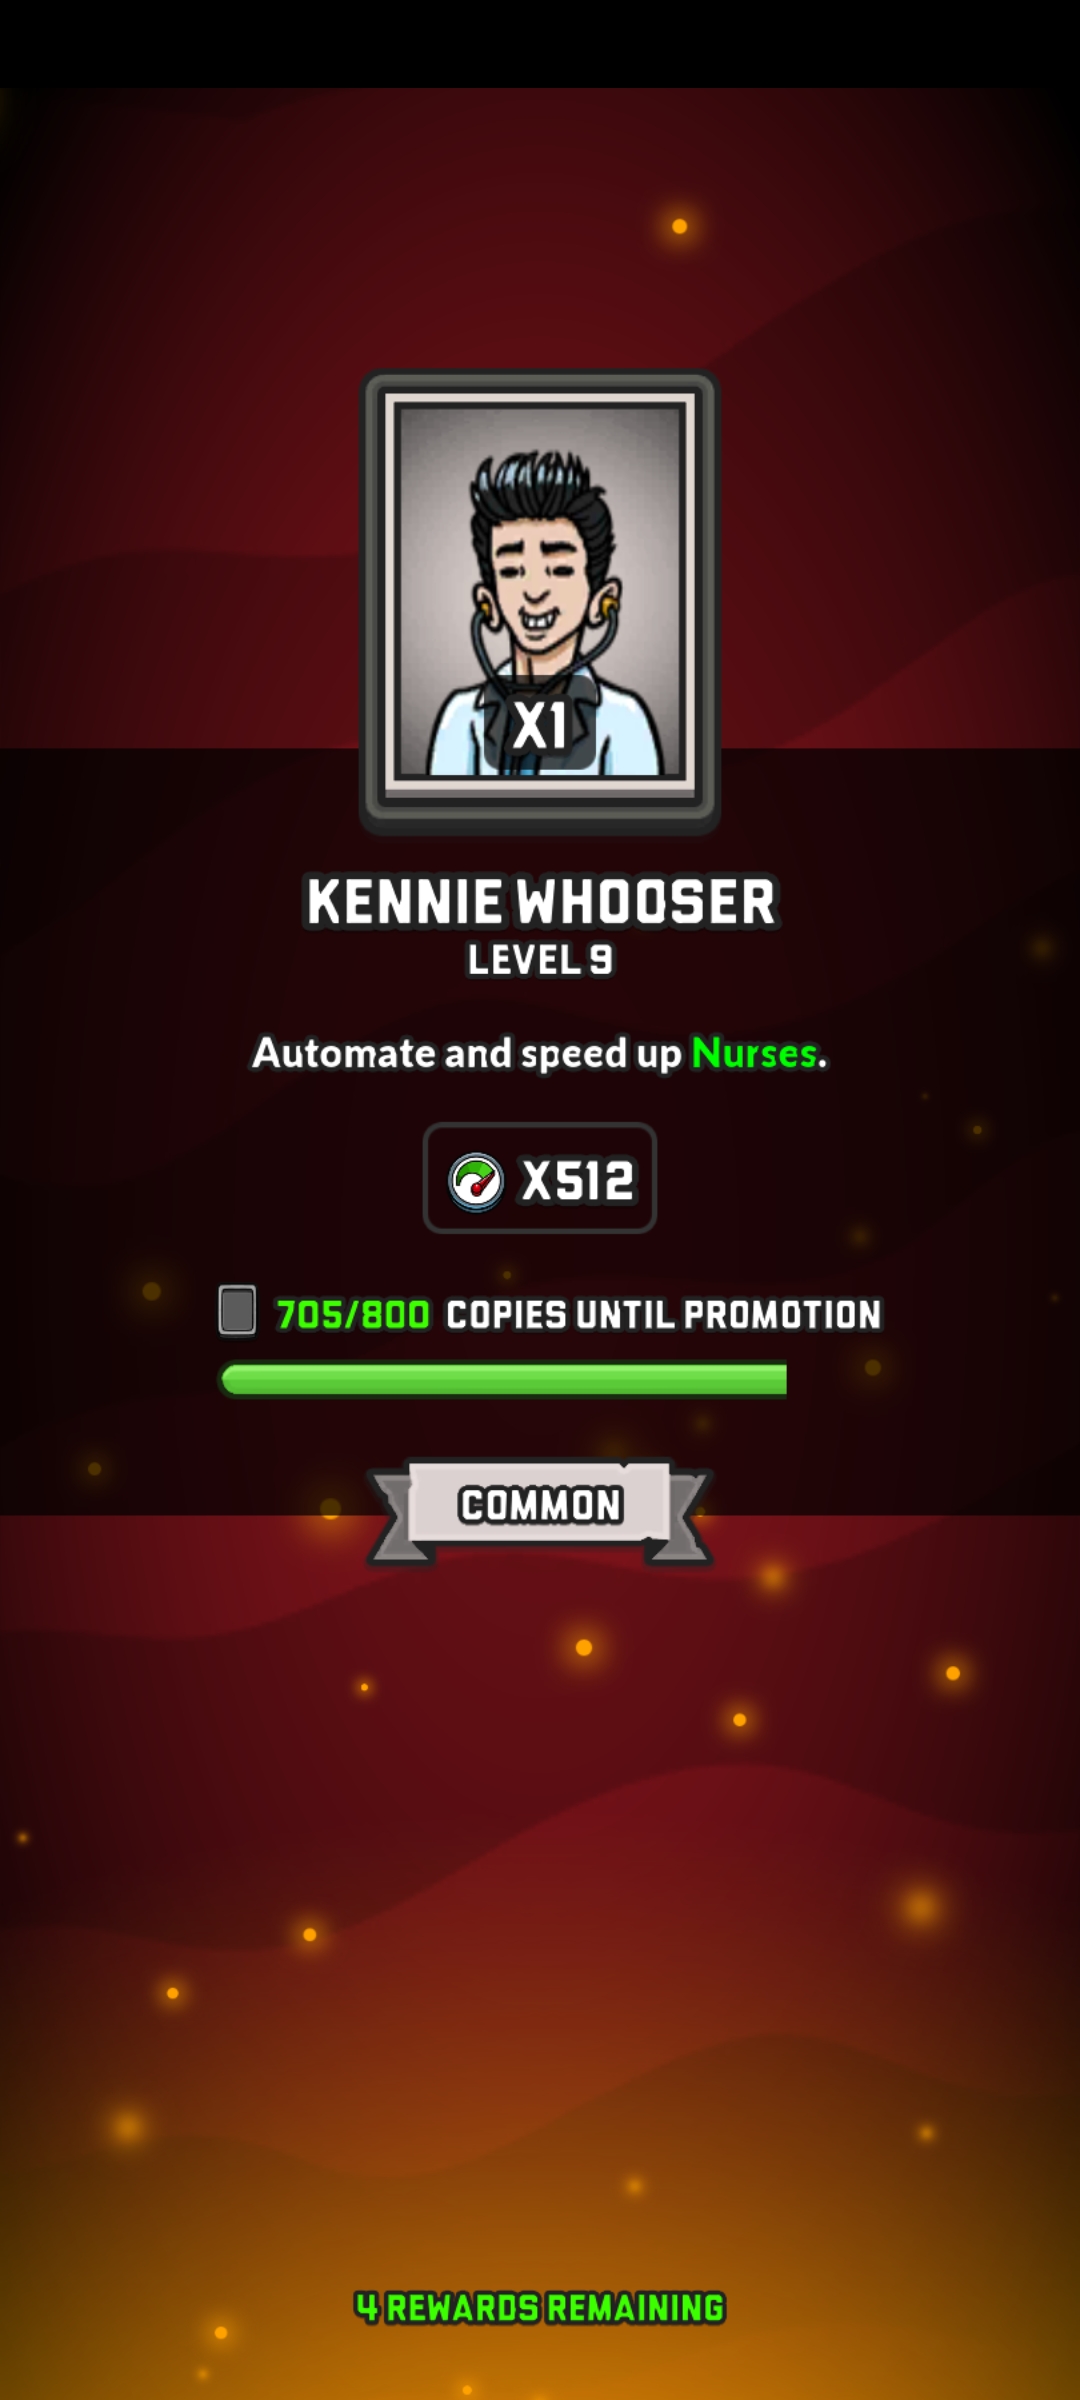 X1
KENNIE WHOOSER
LEVEL 9
Automate and speed up Nurses.
X512
705/800 COPIES UNTIL PROMOTION
COMMON
4 REWARDS REMAINING